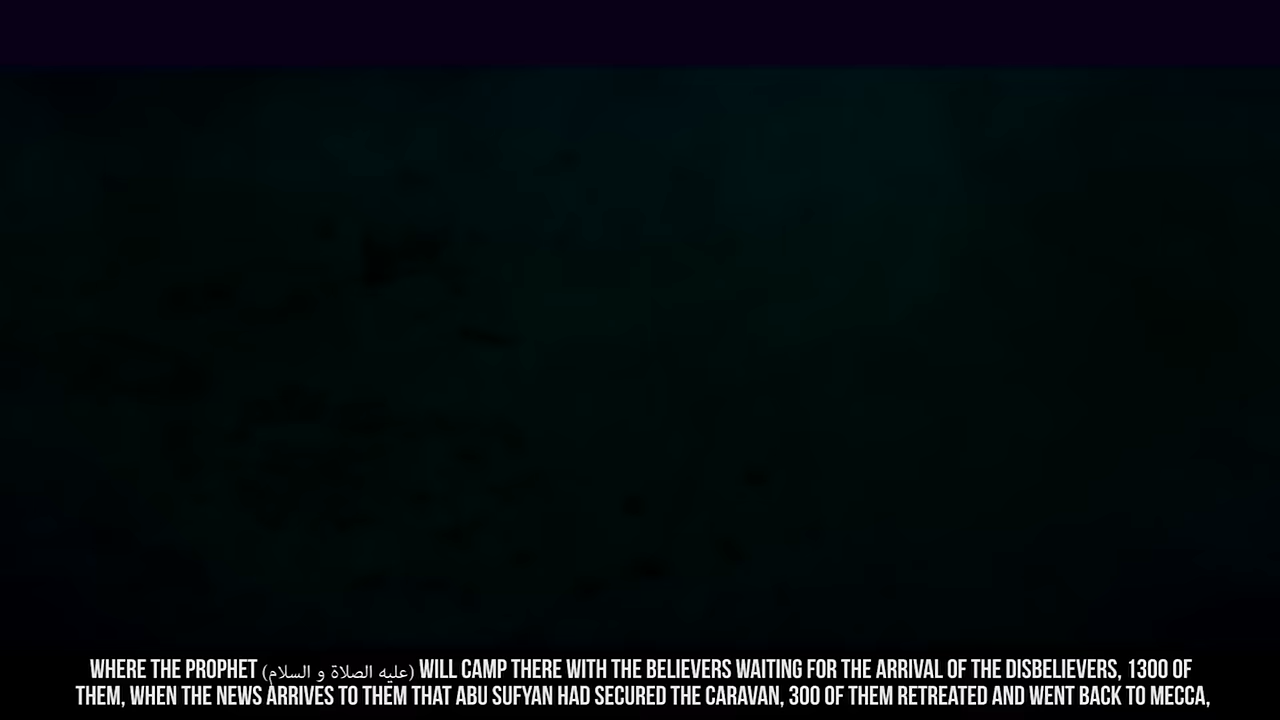 WHERE THE PROPHET (عليه الصلاة و السلام) WILL CAMP THERE WITH THE BELIEVERS WAITING FOR THE ARRIVAL OF THE DISBELIEVERS, 1300 OF
THEM, WHEN THE NEWS ARRIVES TO THEM THAT ABU SUFYAN HAD SECURED THE CARAVAN, 300 OF THEM RETREATED AND WENT BACK TO MECCA,